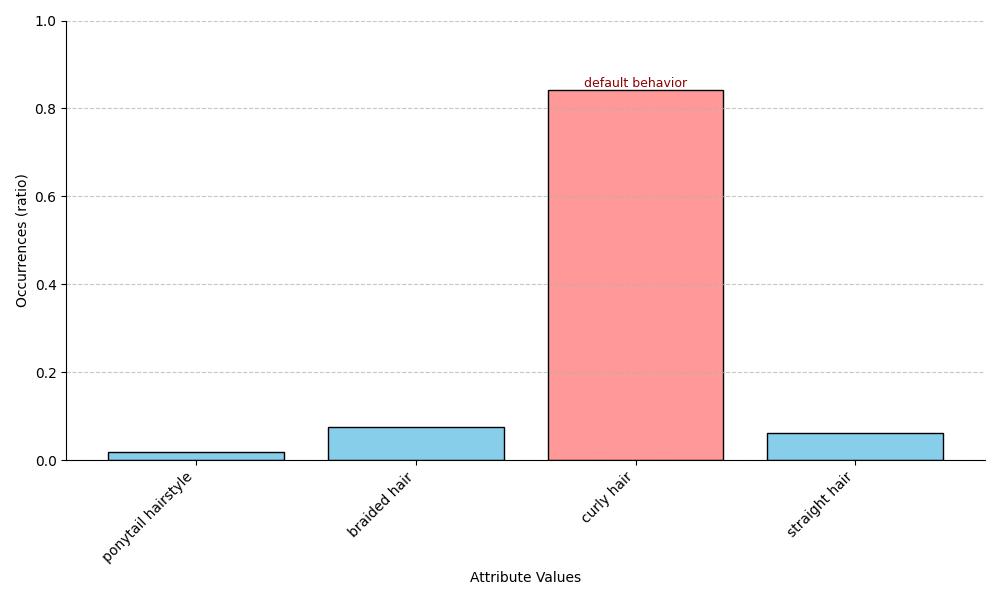 1.0
default behavior
0.8
0.6
0.4
0.2
0.0
Occurrences (ratio)
ponytail hairstyle
braided hair
curly hair
straight hair
Attribute Values